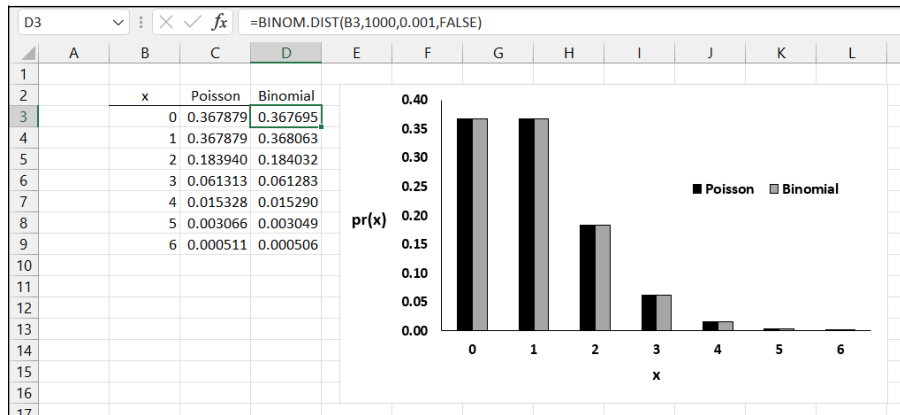 D3 fx =BINOM.DIST(B3,1000,0.001,FALSE)
A B C D E F G H I J K L
1
2 x Poisson Binomial
3 0 0.367879 0.367695
4 1 0.367879 0.368063
5 2 0.183940 0.184032
6 3 0.061313 0.061283
7 4 0.015328 0.015290
8 5 0.003066 0.003049
9 6 0.000511 0.000506
10
11
12
13
14
15
16
17
0.40
0.35
0.30
0.25
0.20
0.15
0.10
0.05
0.00
pr(x)
Poisson Binomial
0 1 2 3 4 5 6
x